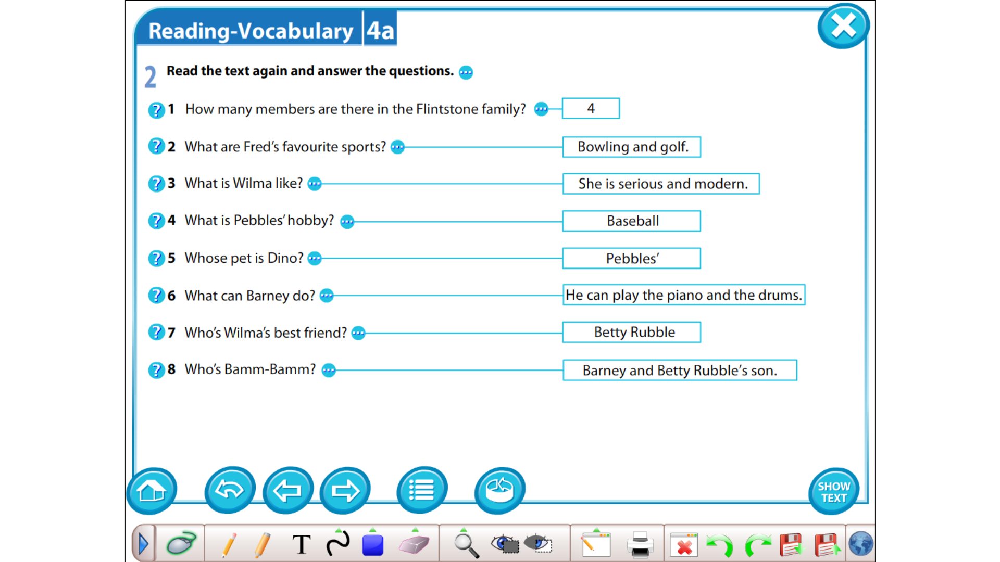 Reading-Vocabulary 4a
2 Read the text again and answer the questions.
? 1 How many members are there in the Flintstone family? 4
? 2 What are Fred’s favourite sports? Bowling and golf.
? 3 What is Wilma like? She is serious and modern.
? 4 What is Pebbles’ hobby? Baseball
? 5 Whose pet is Dino? Pebbles’
? 6 What can Barney do? He can play the piano and the drums.
? 7 Who’s Wilma’s best friend? Betty Rubble
? 8 Who’s Bamm-Bamm? Barney and Betty Rubble’s son.
SHOW
TEXT
T